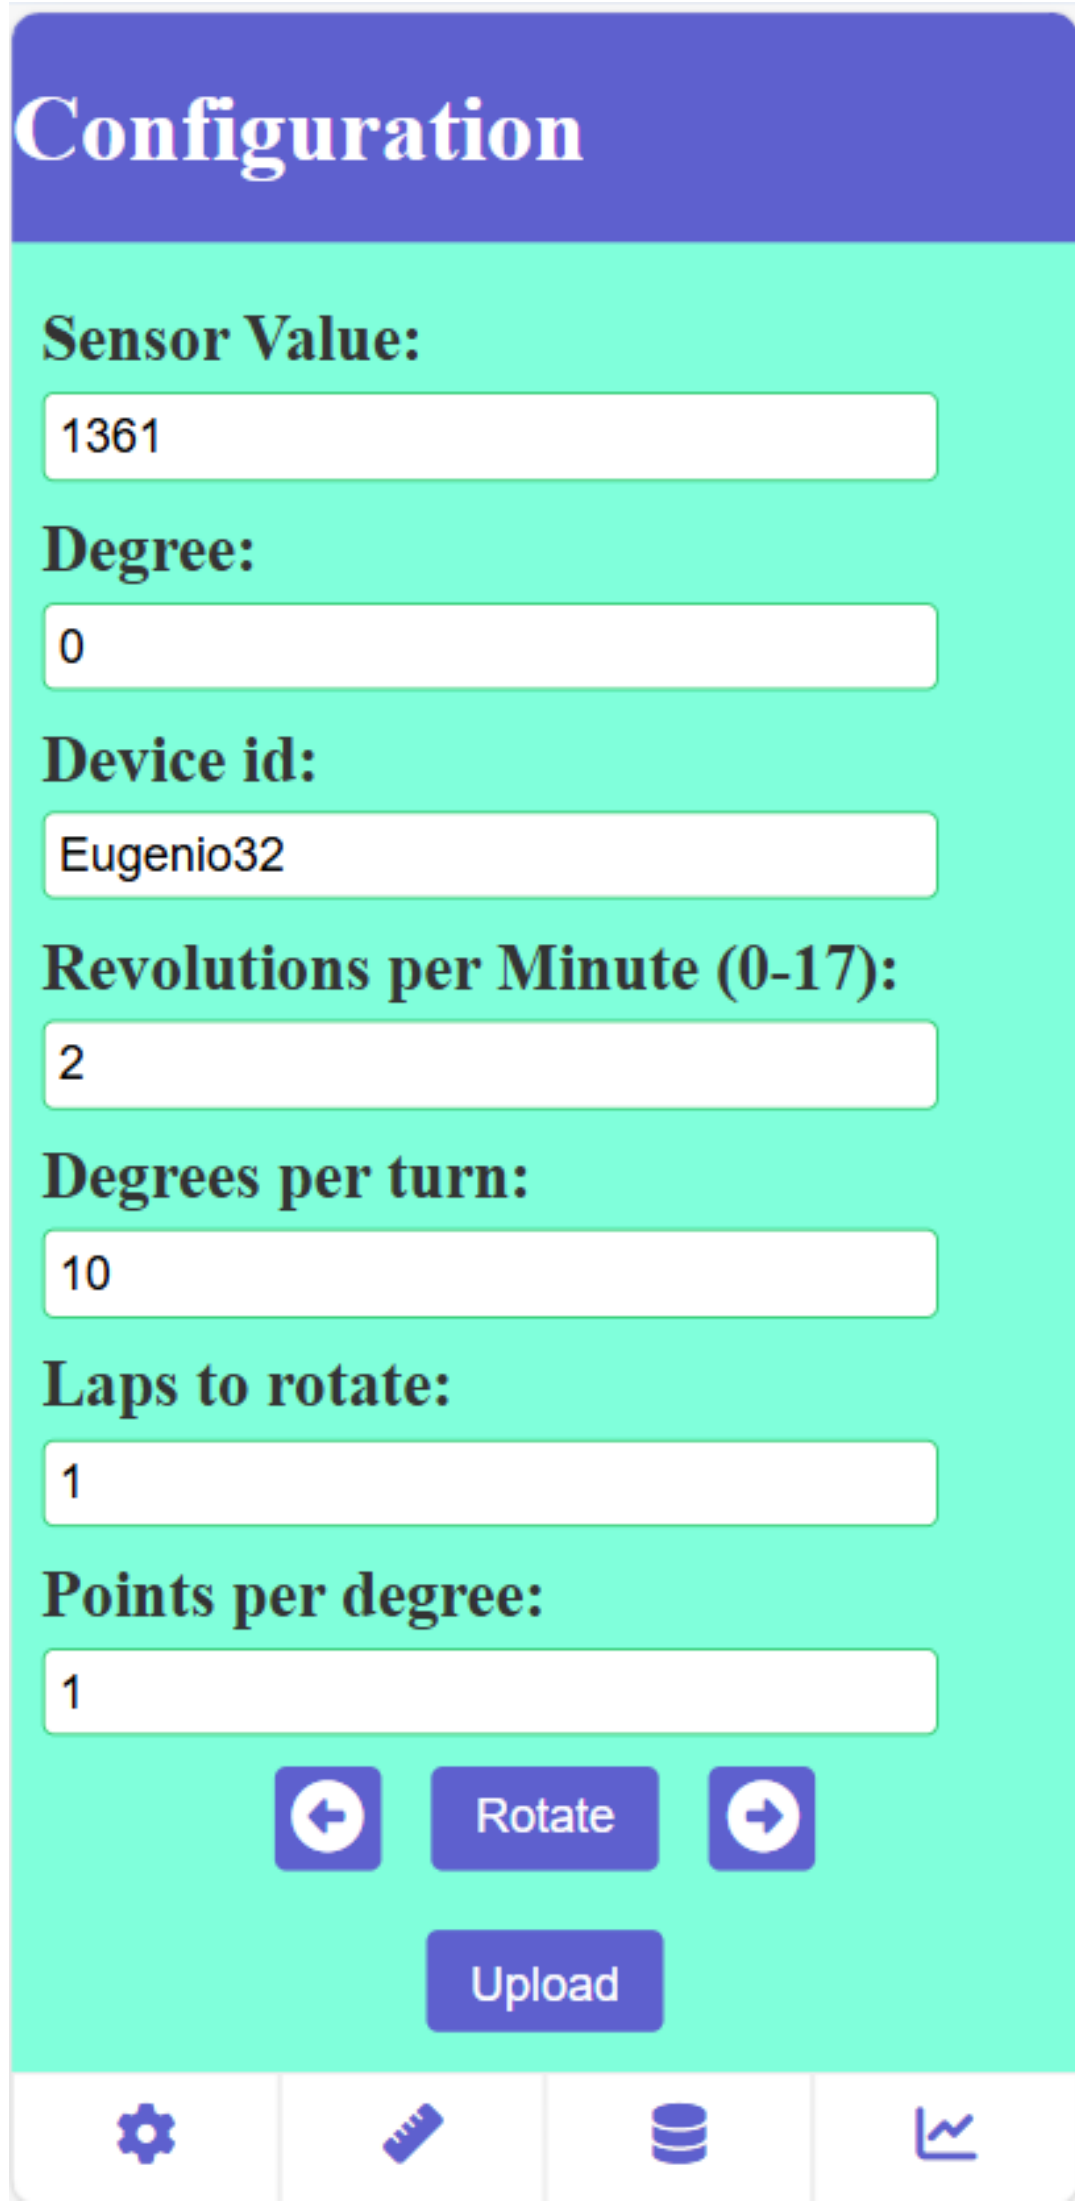 Configuration
Sensor Value:
1361
Degree:
0
Device id:
Eugenio32
Revolutions per Minute (0-17):
2
Degrees per turn:
10
Laps to rotate:
1
Points per degree:
1
Rotate
Upload